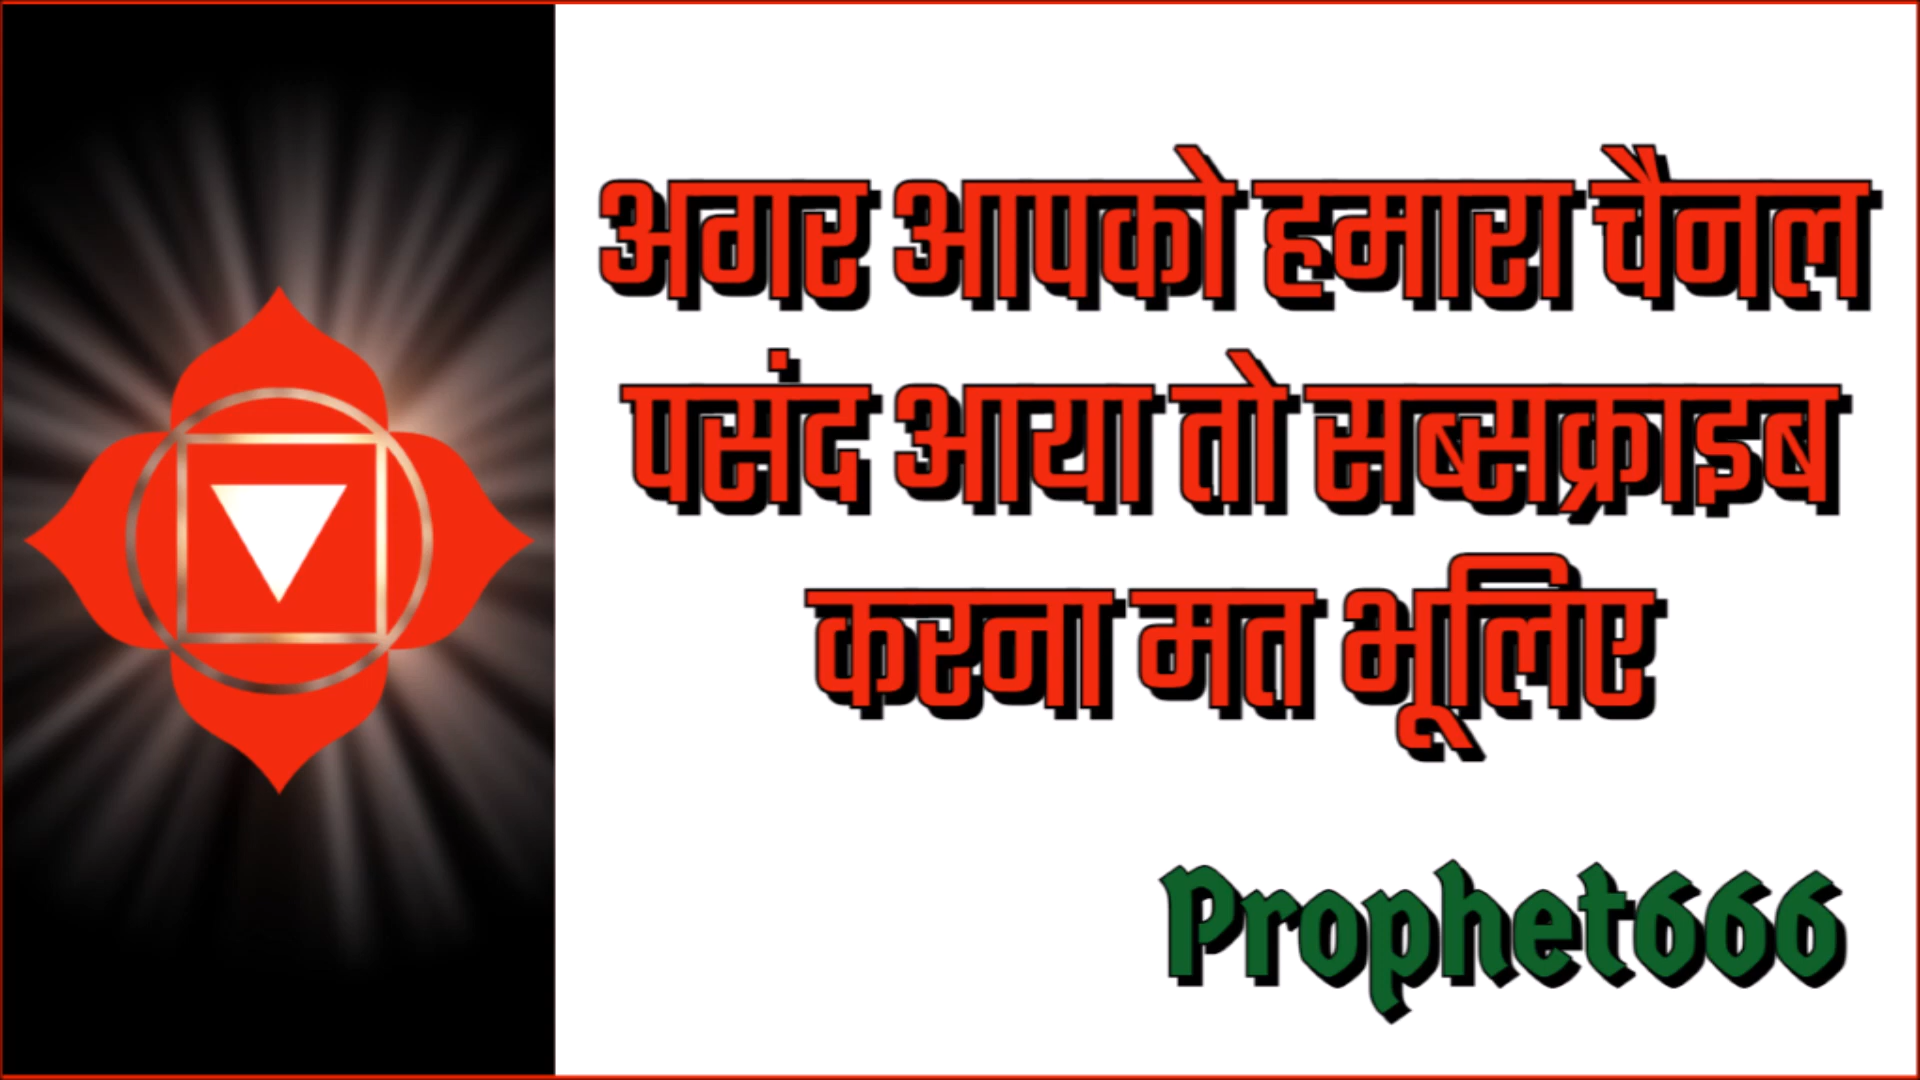 अगर आपको हमारा चैनल
पसंद आया तो सब्सक्राइब
करना मत भूलिए
Prophet666